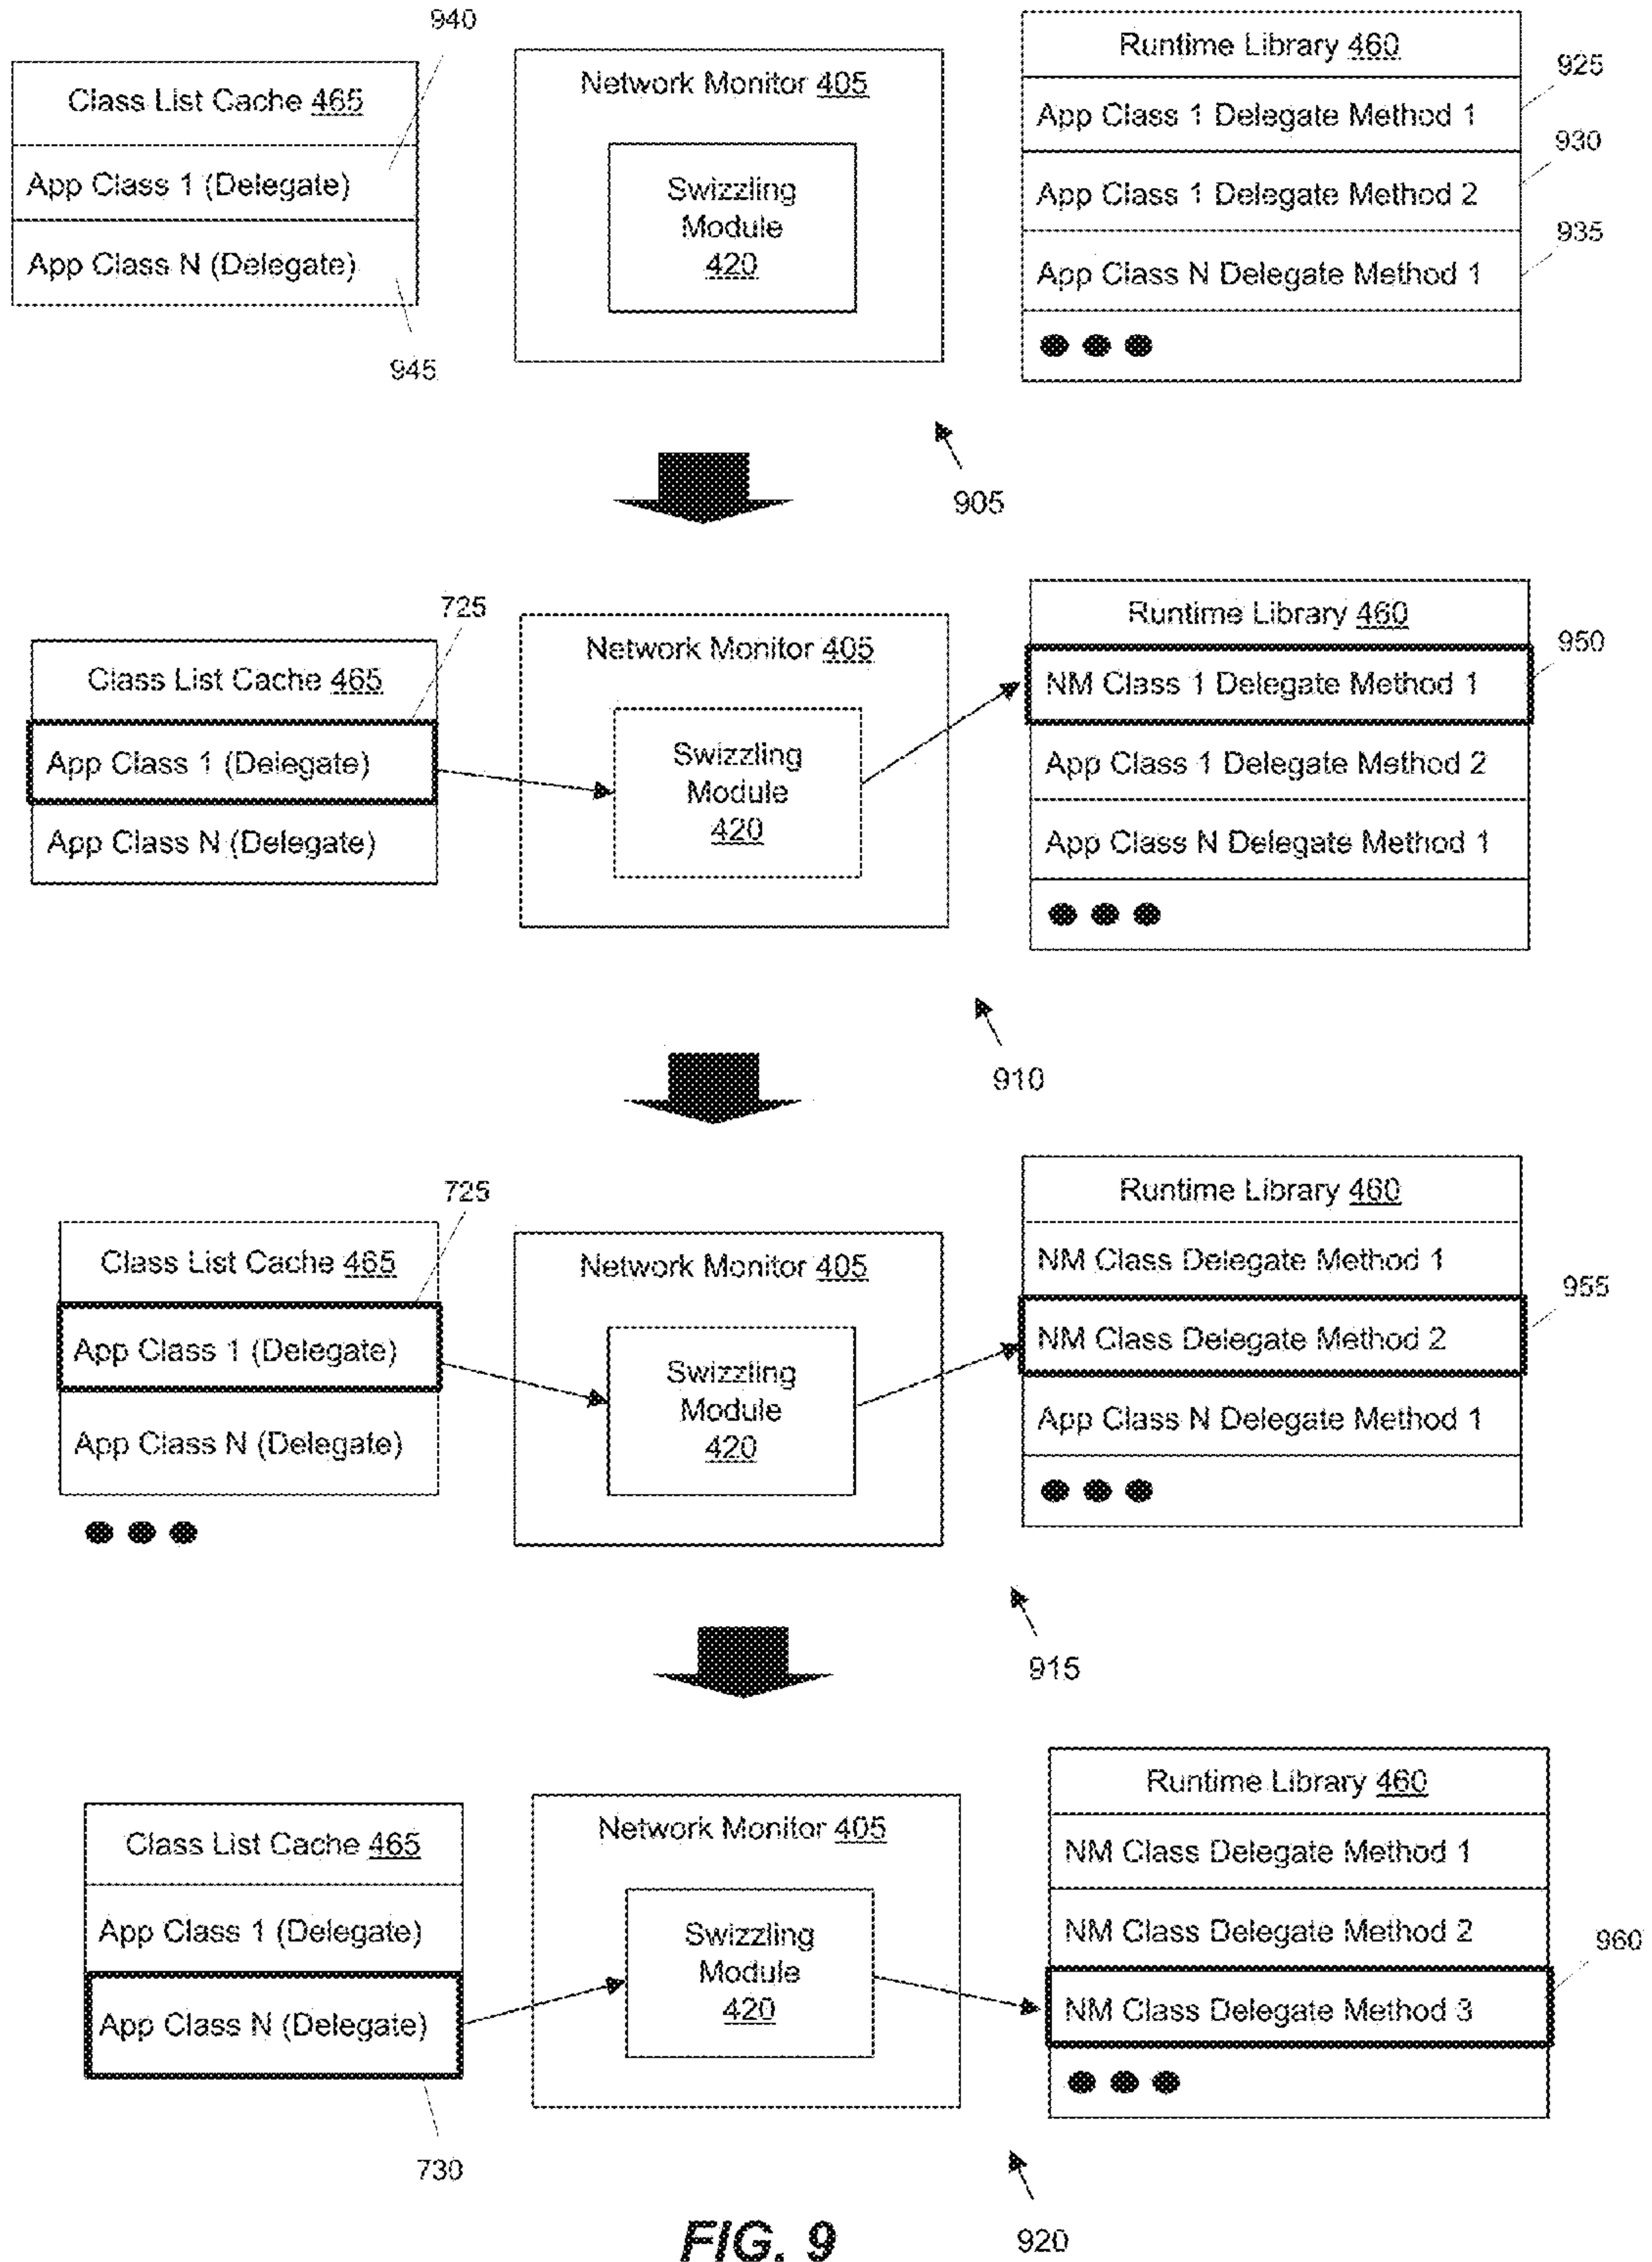 940
Class List Cache 465
App Class 1 (Delegate)
App Class N (Delegate)
945
Network Monitor 405
Swizzling
Module
420
Runtime Library 460
App Class 1 Delegate Method 1
App Class 1 Delegate Method 2
App Class N Delegate Method 1
925
930
935
905
725
Class List Cache 465
App Class 1 (Delegate)
App Class N (Delegate)
Network Monitor 405
Swizzling
Module
420
Runtime Library 460
NM Class 1 Delegate Method 1
App Class 1 Delegate Method 2
App Class N Delegate Method 1
950
910
725
Class List Cache 465
App Class 1 (Delegate)
App Class N (Delegate)
Network Monitor 405
Swizzling
Module
420
Runtime Library 460
NM Class Delegate Method 1
NM Class Delegate Method 2
App Class N Delegate Method 1
955
915
Class List Cache 465
App Class 1 (Delegate)
App Class N (Delegate)
730
Network Monitor 405
Swizzling
Module
420
Runtime Library 460
NM Class Delegate Method 1
NM Class Delegate Method 2
NM Class Delegate Method 3
960
920
FIG. 9